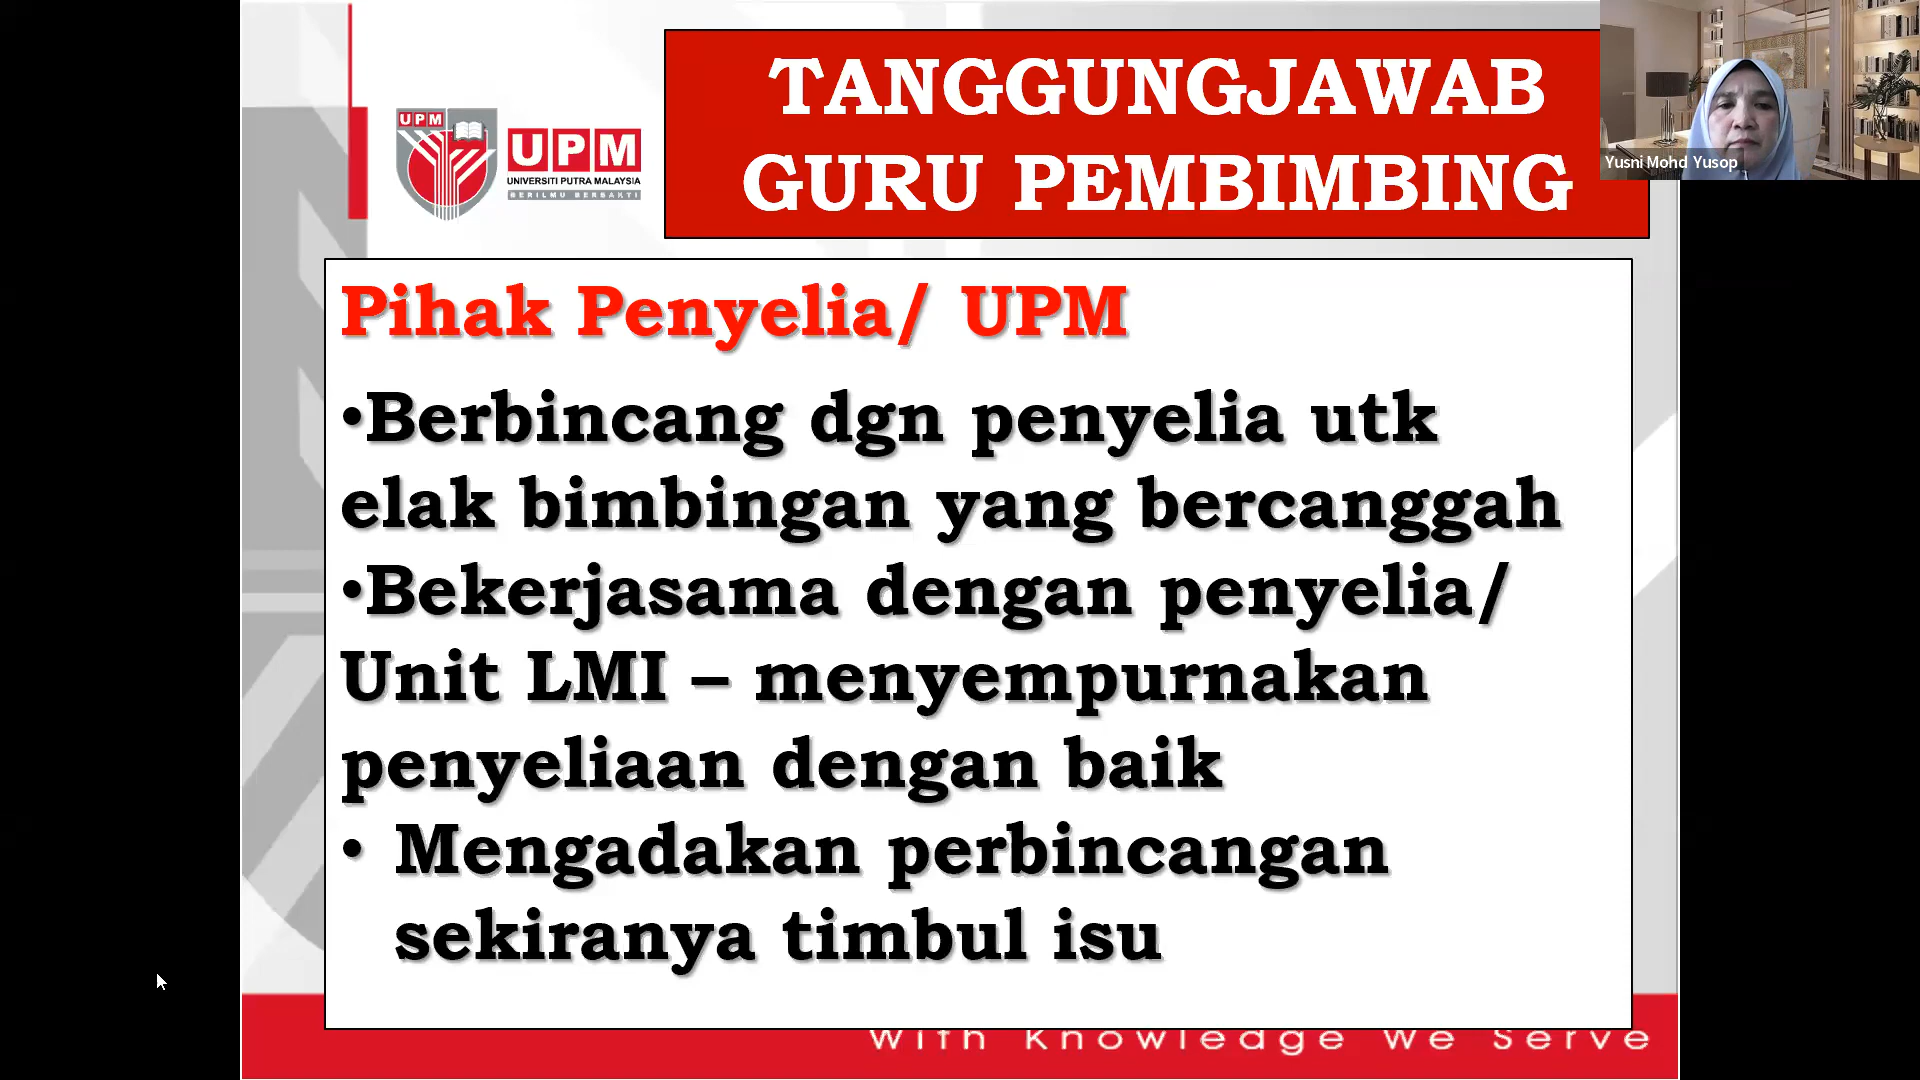 UPM
UPM
UNIVERSITI PUTRA MALAYSIA
BERILMU BERBAKTI
TANGGUNGJAWAB
GURU PEMBIMBING
Yusni Mohd Yusop
Pihak Penyelia/ UPM
•Berbincang dgn penyelia utk
elak bimbingan yang bercanggah
•Bekerjasama dengan penyelia/
Unit LMI – menyempurnakan
penyeliaan dengan baik
• Mengadakan perbincangan
sekiranya timbul isu
With Knowledge We Serve